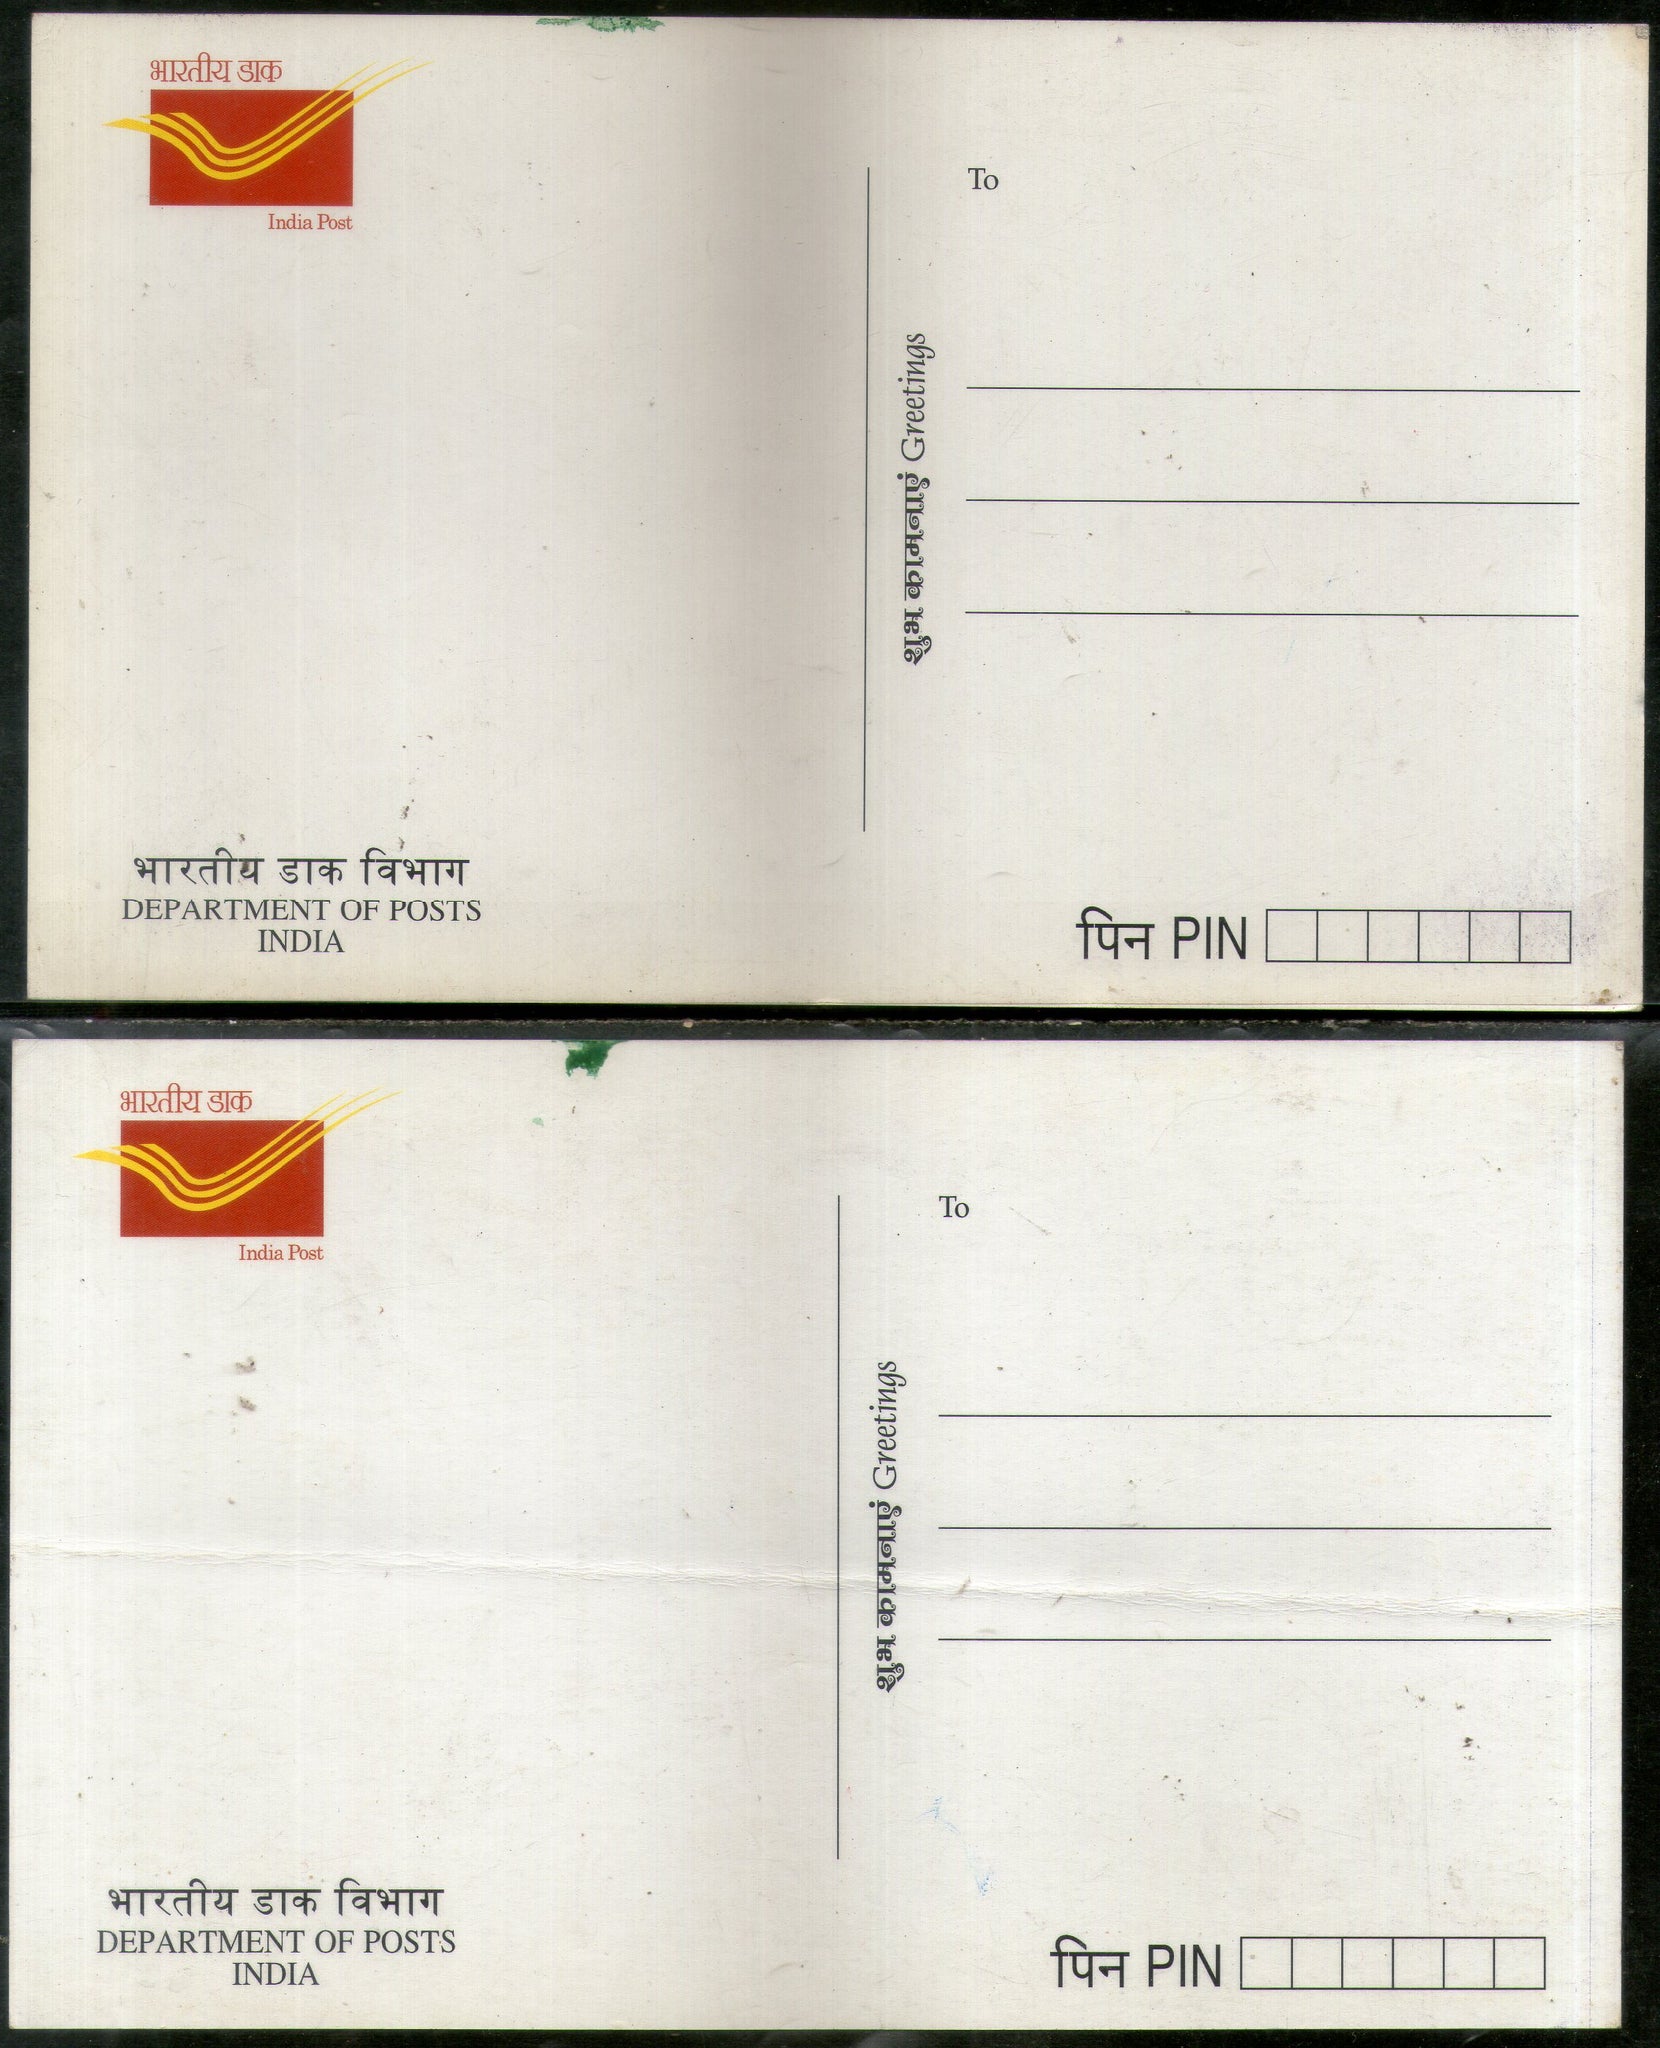 भारतीय डाक
India Post
To
शुभ कामनाएं Greetings
भारतीय डाक विभाग
DEPARTMENT OF POSTS
INDIA
पिन PIN
भारतीय डाक
India Post
To
शुभ कामनाएं Greetings
भारतीय डाक विभाग
DEPARTMENT OF POSTS
INDIA
पिन PIN